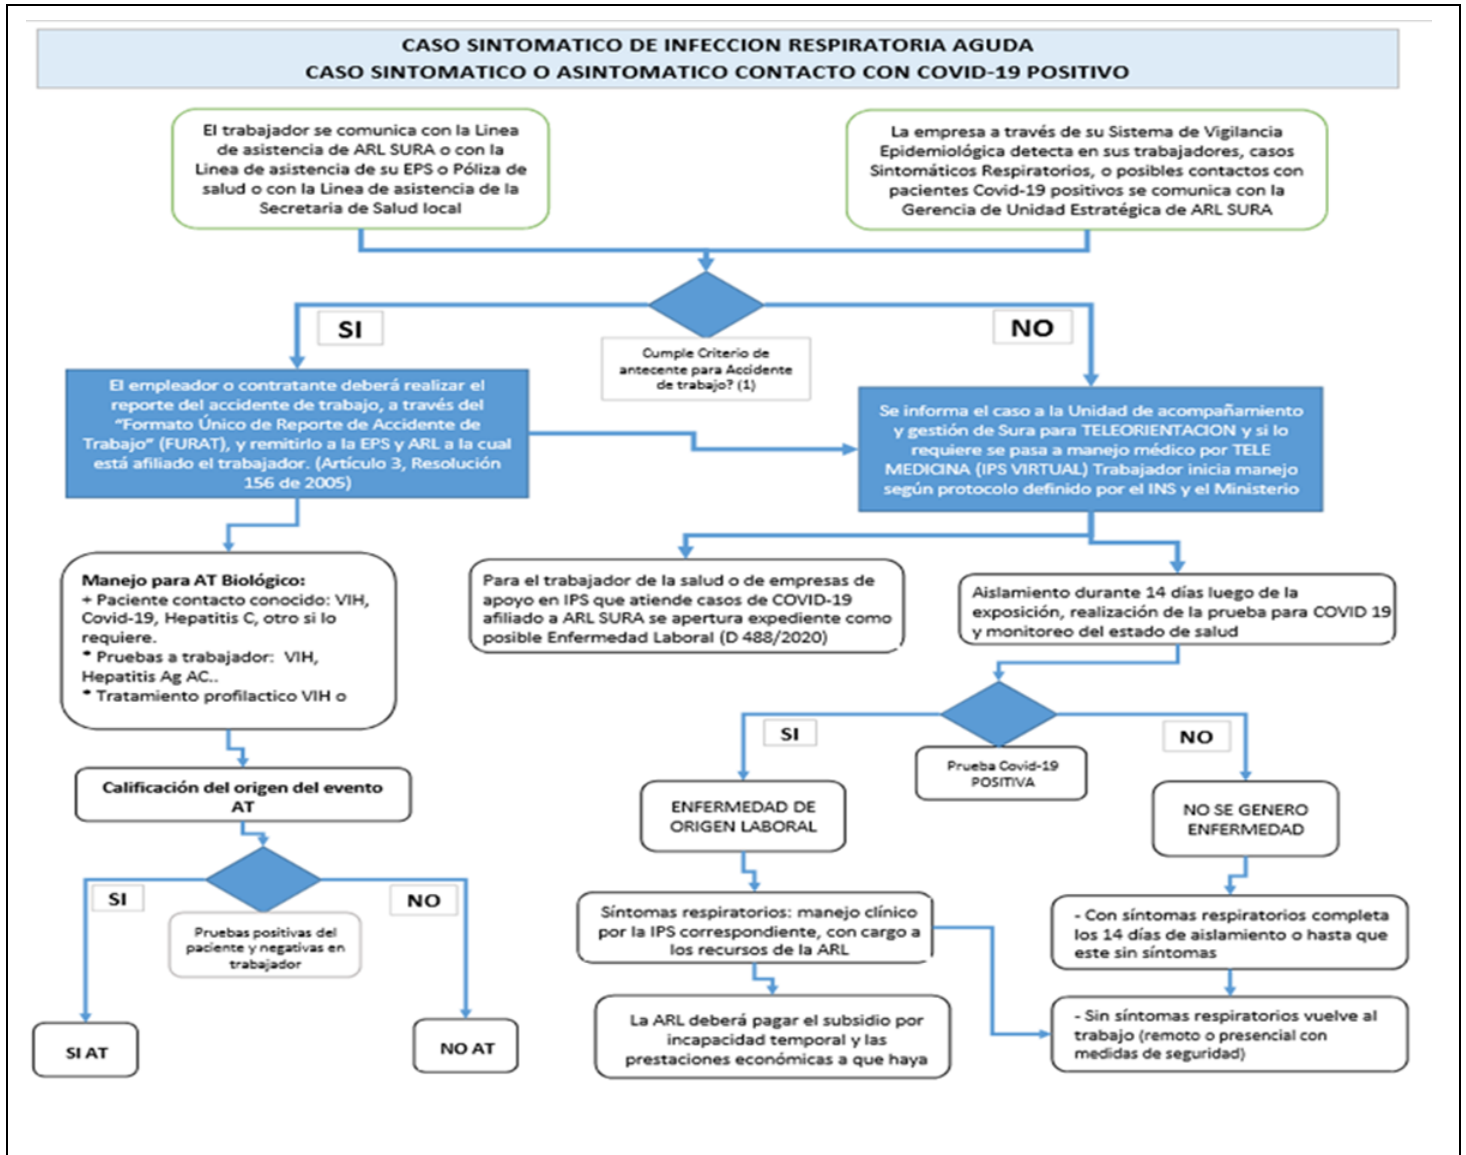 CASO SINTOMATICO DE INFECCION RESPIRATORIA AGUDA
CASO SINTOMATICO O ASINTOMATICO CONTACTO CON COVID-19 POSITIVO
El trabajador se comunica con la Linea
de asistencia de ARL SURA o con la
Linea de asistencia de su EPS o Póliza de
salud o con la Linea de asistencia de la
Secretaria de Salud local
La empresa a través de su Sistema de Vigilancia
Epidemiológica detecta en sus trabajadores, casos
Sintomáticos Respiratorios, o posibles contactos con
pacientes Covid-19 positivos se comunica con la
Gerencia de Unidad Estratégica de ARL SURA
SI
NO
Cumple Criterio de
antecente para Accidente
de trabajo? (1)
El empleador o contratante deberá realizar el
reporte del accidente de trabajo, a través del
"Formato Único de Reporte de Accidente de
Trabajo" (FURAT), y remitirlo a la EPS y ARL a la cual
está afiliado el trabajador. (Artículo 3, Resolución
156 de 2005)
Se informa el caso a la Unidad de acompañamiento
y gestión de Sura para TELEORIENTACION y si lo
requiere se pasa a manejo médico por TELE
MEDICINA (IPS VIRTUAL) Trabajador inicia manejo
según protocolo definido por el INS y el Ministerio
Manejo para AT Biológico:
+ Paciente contacto conocido: VIH,
Covid-19, Hepatitis C, otro si lo
requiere.
* Pruebas a trabajador: VIH,
Hepatitis Ag AC..
* Tratamiento profilactico VIH o
Para el trabajador de la salud o de empresas de
apoyo en IPS que atiende casos de COVID-19
afiliado a ARL SURA se apertura expediente como
posible Enfermedad Laboral (D 488/2020)
Aislamiento durante 14 días luego de la
exposición, realización de la prueba para COVID 19
y monitoreo del estado de salud
SI
NO
Prueba Covid-19
POSITIVA
Calificación del origen del evento
AT
ENFERMEDAD DE
ORIGEN LABORAL
NO SE GENERO
ENFERMEDAD
SI
NO
Pruebas positivas del
paciente y negativas en
trabajador
Síntomas respiratorios: manejo clínico
por la IPS correspondiente, con cargo a
los recursos de la ARL
- Con síntomas respiratorios completa
los 14 días de aislamiento o hasta que
este sin síntomas
SI AT
NO AT
La ARL deberá pagar el subsidio por
incapacidad temporal y las
prestaciones económicas a que haya
- Sin síntomas respiratorios vuelve al
trabajo (remoto o presencial con
medidas de seguridad)